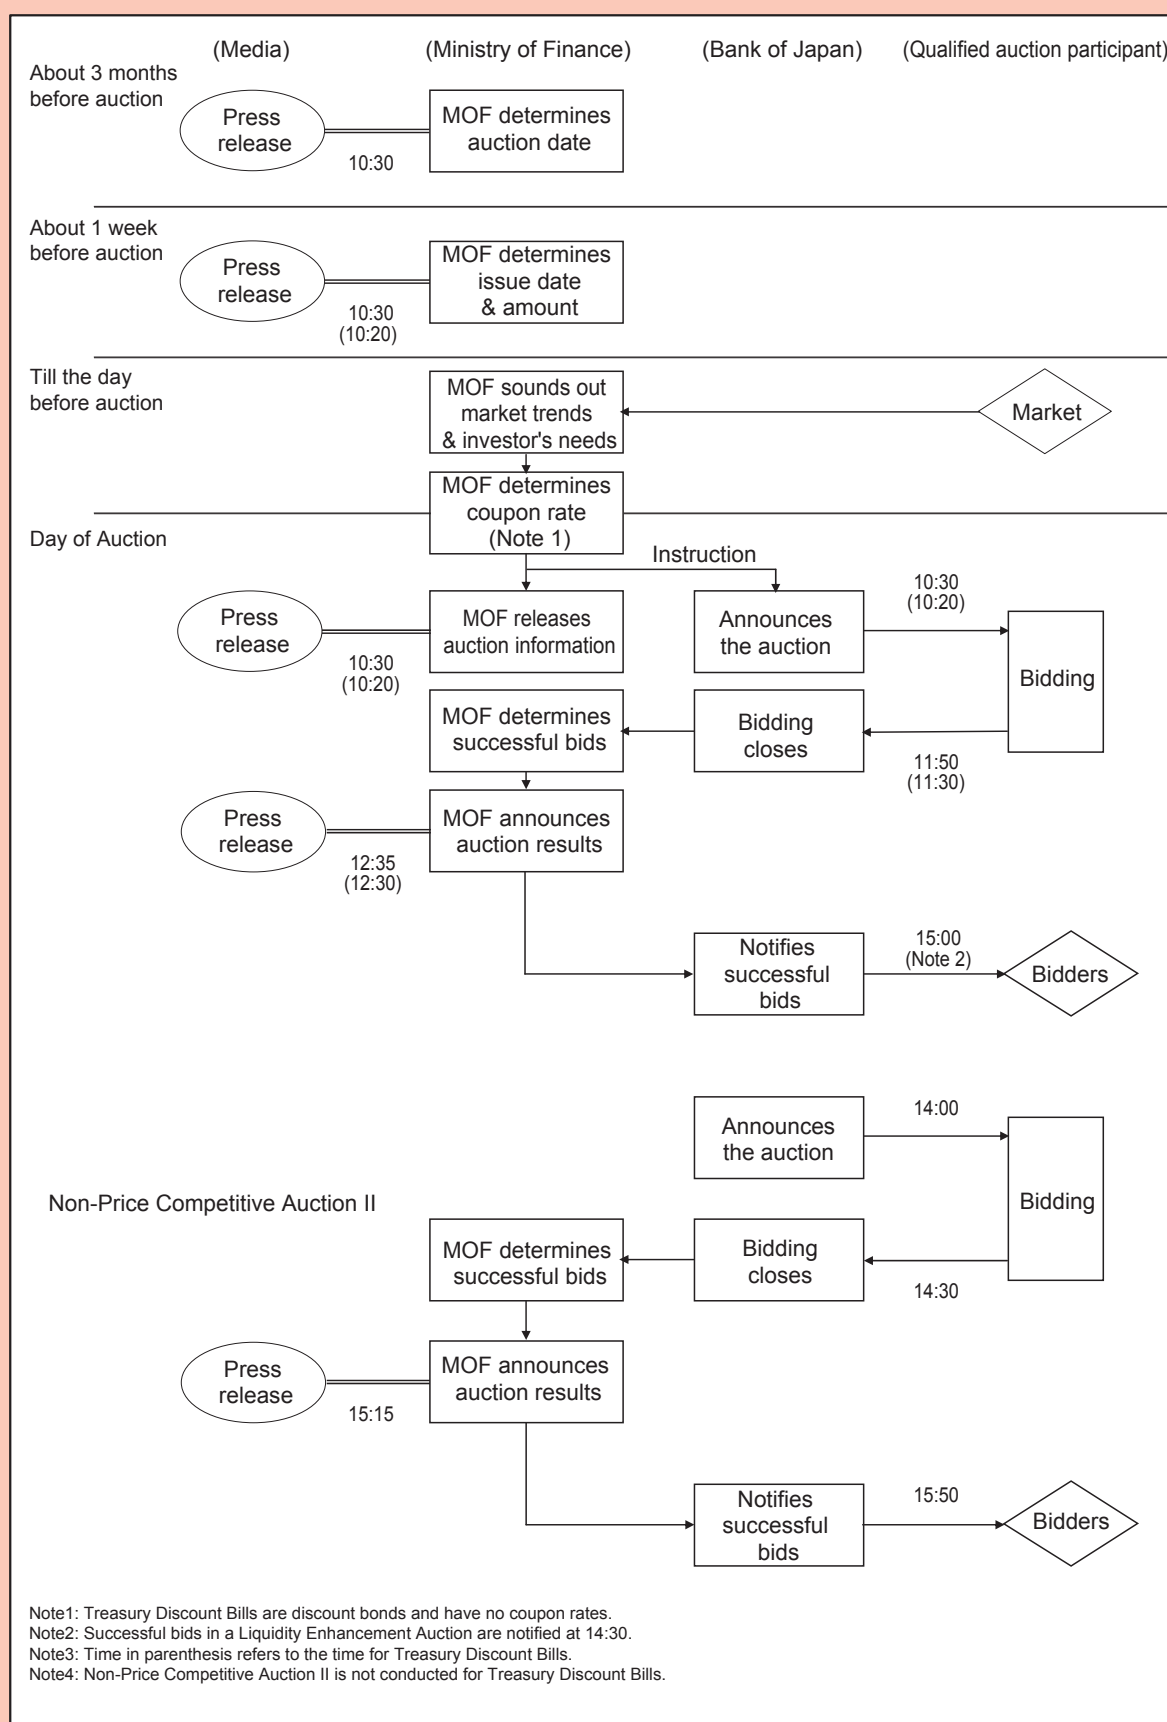 (Media)
(Ministry of Finance)
(Bank of Japan)
(Qualified auction participant)
About 3 months
before auction
Press
release
10:30
MOF determines
auction date
About 1 week
before auction
Press
release
10:30
(10:20)
MOF determines
issue date
& amount
Till the day
before auction
MOF sounds out
market trends
& investor's needs
Market
MOF determines
coupon rate
(Note 1)
Day of Auction
Instruction
Press
release
10:30
(10:20)
MOF releases
auction information
Announces
the auction
10:30
(10:20)
Bidding
MOF determines
successful bids
Bidding
closes
11:50
(11:30)
Press
release
12:35
(12:30)
MOF announces
auction results
Notifies
successful
bids
15:00
(Note 2)
Bidders
Announces
the auction
14:00
Bidding
Non-Price Competitive Auction II
MOF determines
successful bids
Bidding
closes
14:30
Press
release
15:15
MOF announces
auction results
Notifies
successful
bids
15:50
Bidders
Note1: Treasury Discount Bills are discount bonds and have no coupon rates.
Note2: Successful bids in a Liquidity Enhancement Auction are notified at 14:30.
Note3: Time in parenthesis refers to the time for Treasury Discount Bills.
Note4: Non-Price Competitive Auction II is not conducted for Treasury Discount Bills.